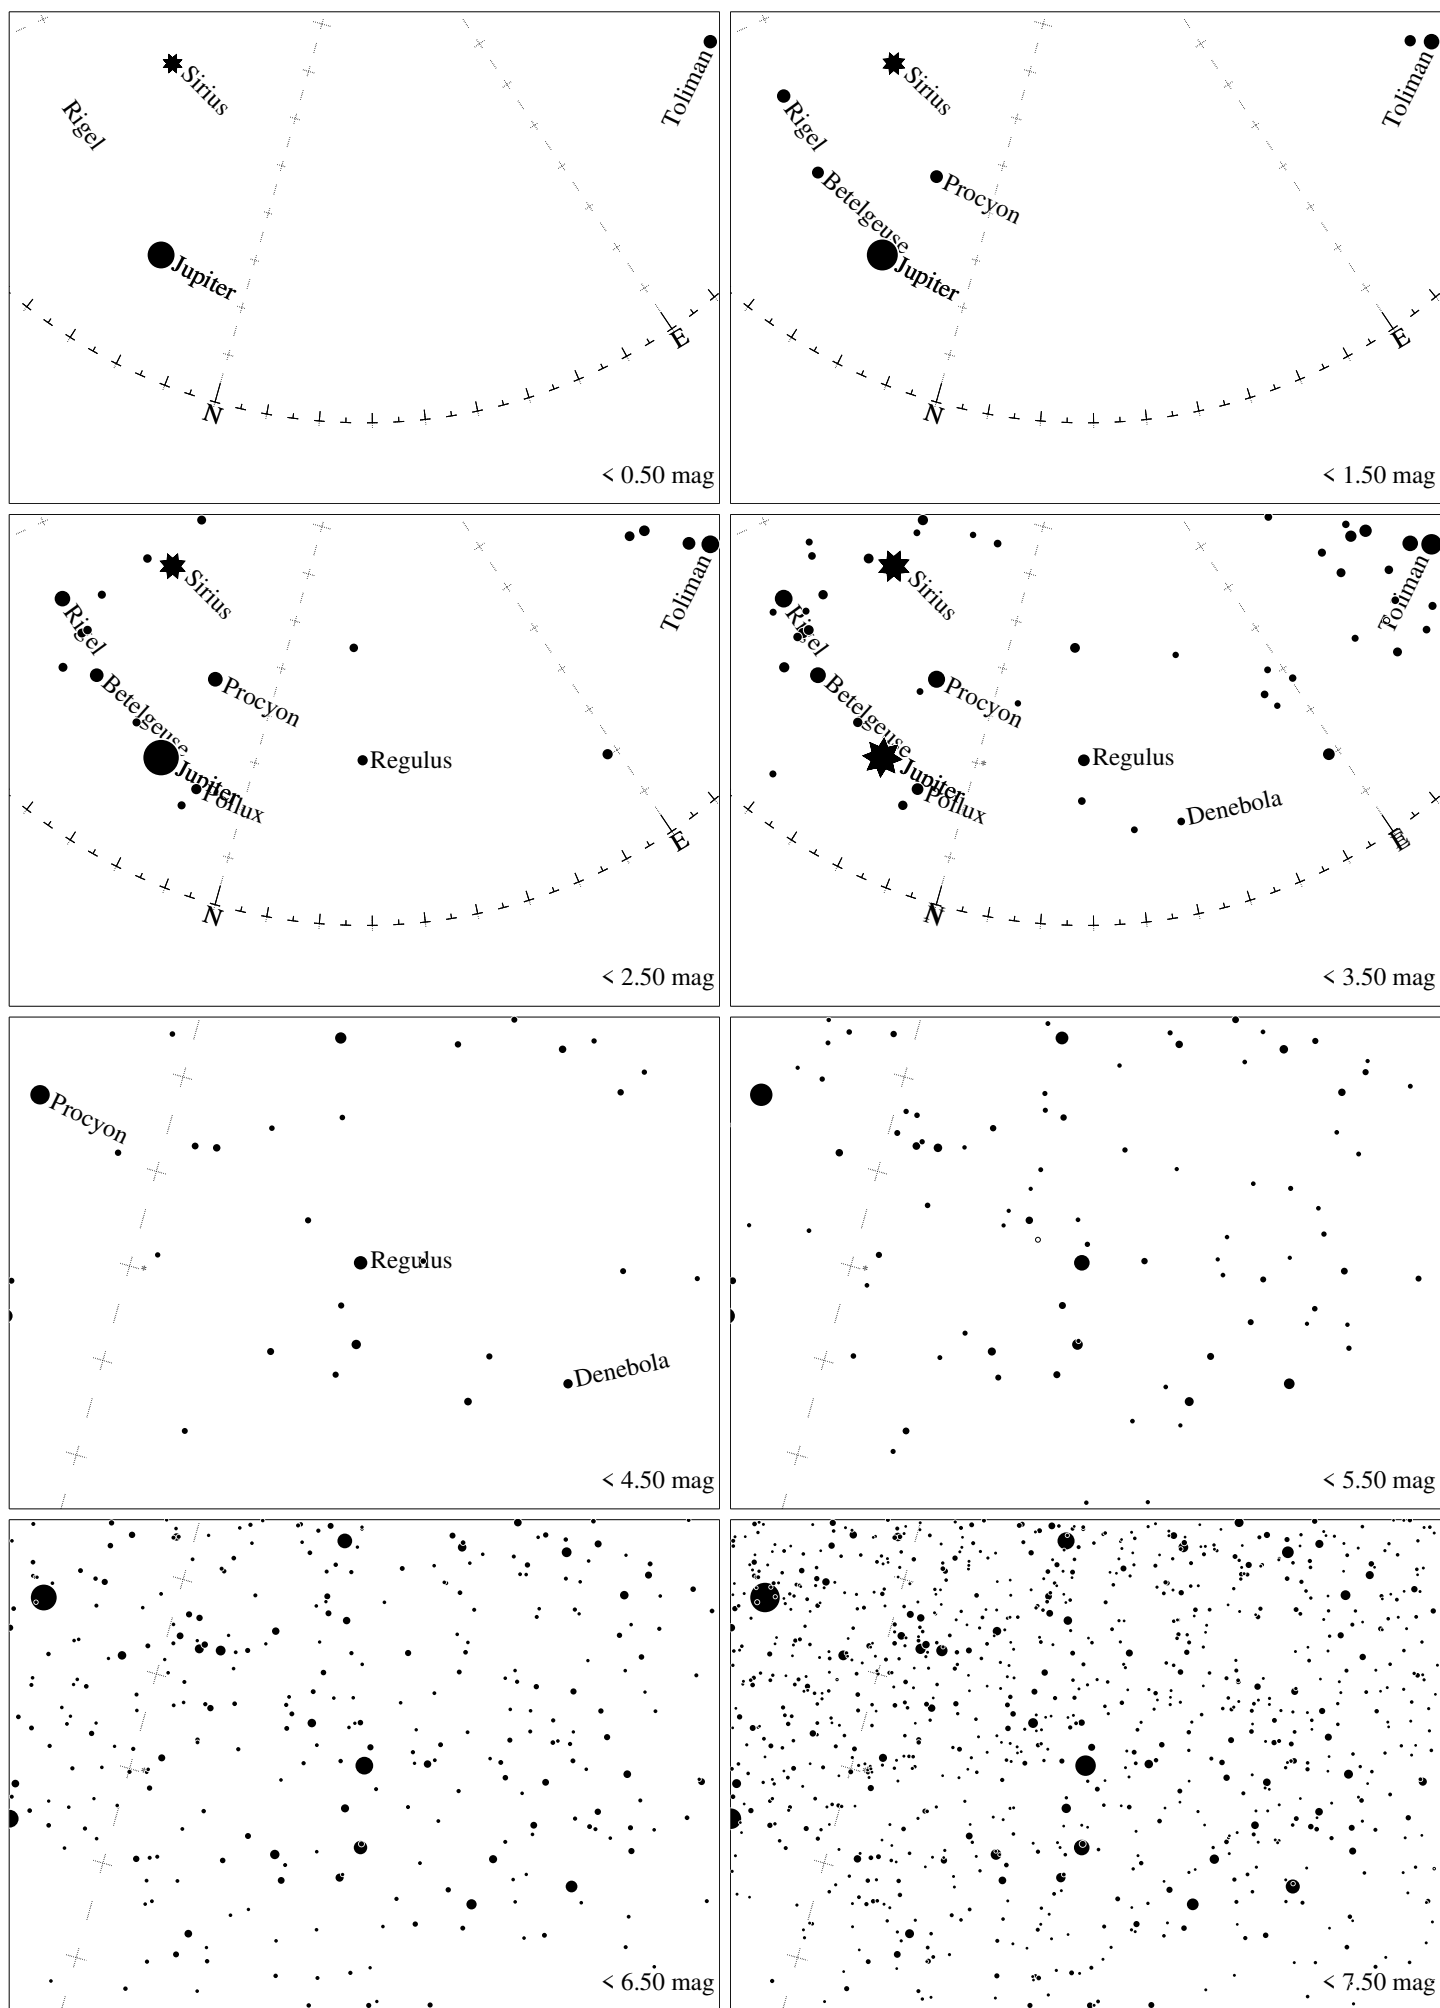 Sirius
Toliman
Rigel
Jupiter
E
N
< 0.50 mag
Sirius
Toliman
Rigel
Procyon
Betelgeuse
Jupiter
E
N
< 1.50 mag
Sirius
Toliman
Rigel
Procyon
Betelgeuse
Regulus
Jupiter
Pollux
E
N
< 2.50 mag
Sirius
Toliman
Rigel
Procyon
Betelgeuse
Regulus
Jupiter
Pollux
Denebola
E
N
< 3.50 mag
Procyon
Regulus
Denebola
< 4.50 mag
< 5.50 mag
< 6.50 mag
< 7.50 mag